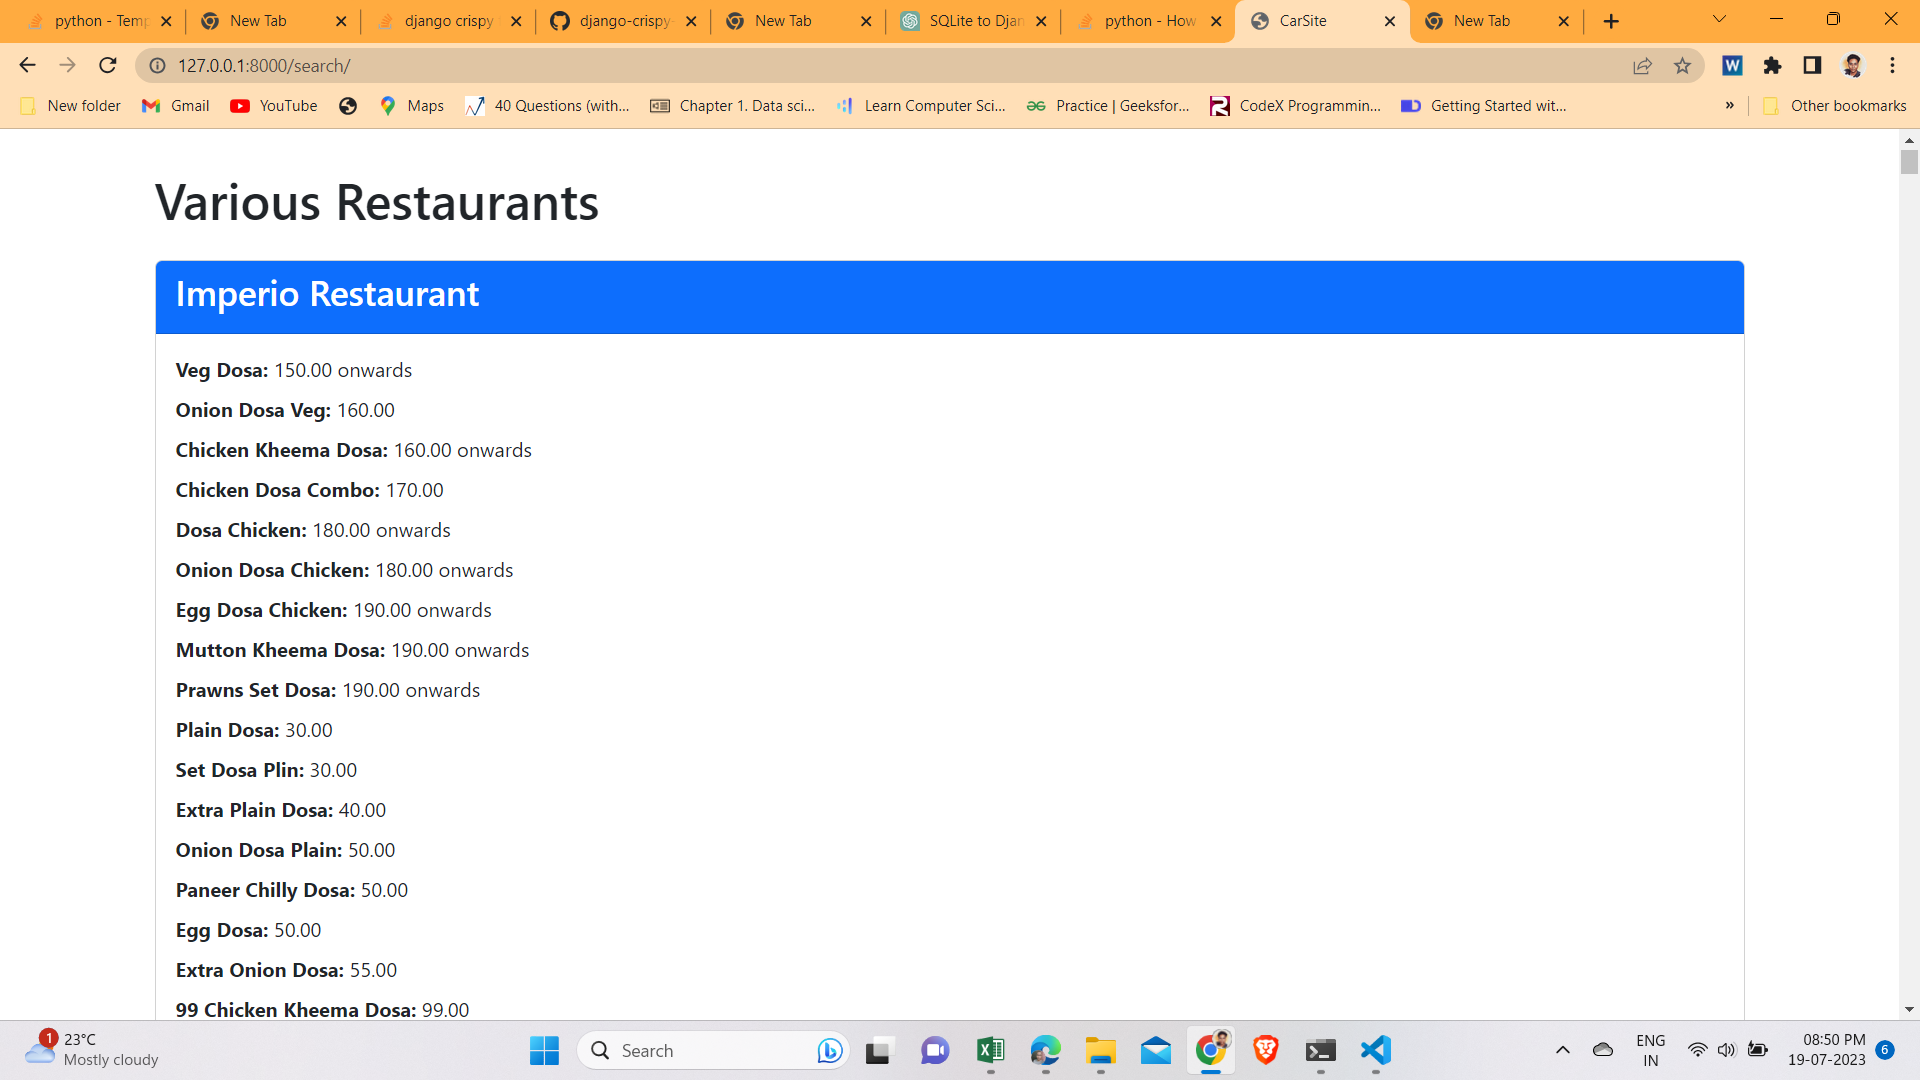 python - Temp
New Tab
django crispy
django-crispy-
New Tab
SQLite to Djan
python - How
CarSite
New Tab
127.0.0.1:8000/search/
W
New folder
Gmail
YouTube
Maps
40 Questions (with...
Chapter 1. Data sci...
Learn Computer Sci...
Practice | Geeksfor...
CodeX Programmin...
Getting Started wit...
»
Other bookmarks
Various Restaurants
Imperio Restaurant
Veg Dosa: 150.00 onwards
Onion Dosa Veg: 160.00
Chicken Kheema Dosa: 160.00 onwards
Chicken Dosa Combo: 170.00
Dosa Chicken: 180.00 onwards
Onion Dosa Chicken: 180.00 onwards
Egg Dosa Chicken: 190.00 onwards
Mutton Kheema Dosa: 190.00 onwards
Prawns Set Dosa: 190.00 onwards
Plain Dosa: 30.00
Set Dosa Plin: 30.00
Extra Plain Dosa: 40.00
Onion Dosa Plain: 50.00
Paneer Chilly Dosa: 50.00
Egg Dosa: 50.00
Extra Onion Dosa: 55.00
99 Chicken Kheema Dosa: 99.00
1
23°C
Mostly cloudy
Search
ENG
IN
08:50 PM
19-07-2023
6